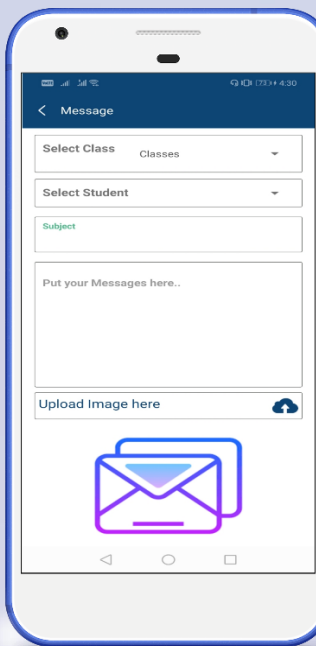 4:30
Message
Select Class Classes
Select Student
Subject
Put your Messages here..
Upload Image here